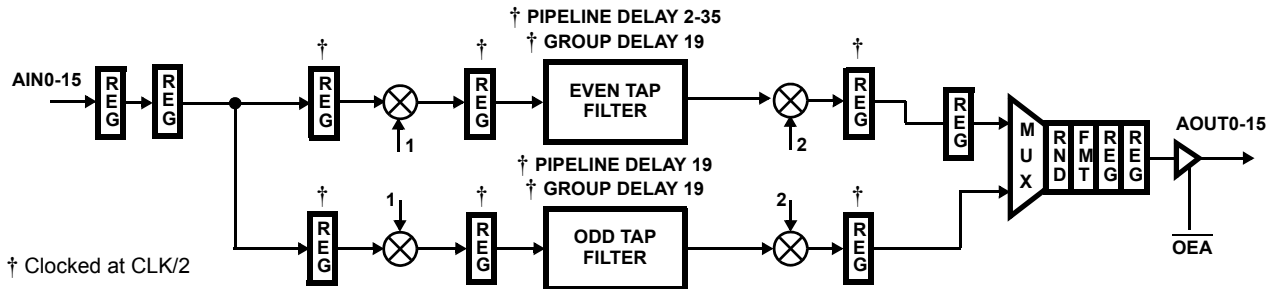 † PIPELINE DELAY 2-35
† GROUP DELAY 19
AIN0-15
REG
REG
†
REG
1
†
REG
EVEN TAP
FILTER
2
†
REG
REG
MUX
RND
FMT
REG
REG
AOUT0-15
OEA
† PIPELINE DELAY 19
† GROUP DELAY 19
†
REG
1
†
REG
ODD TAP
FILTER
2
†
REG
† Clocked at CLK/2